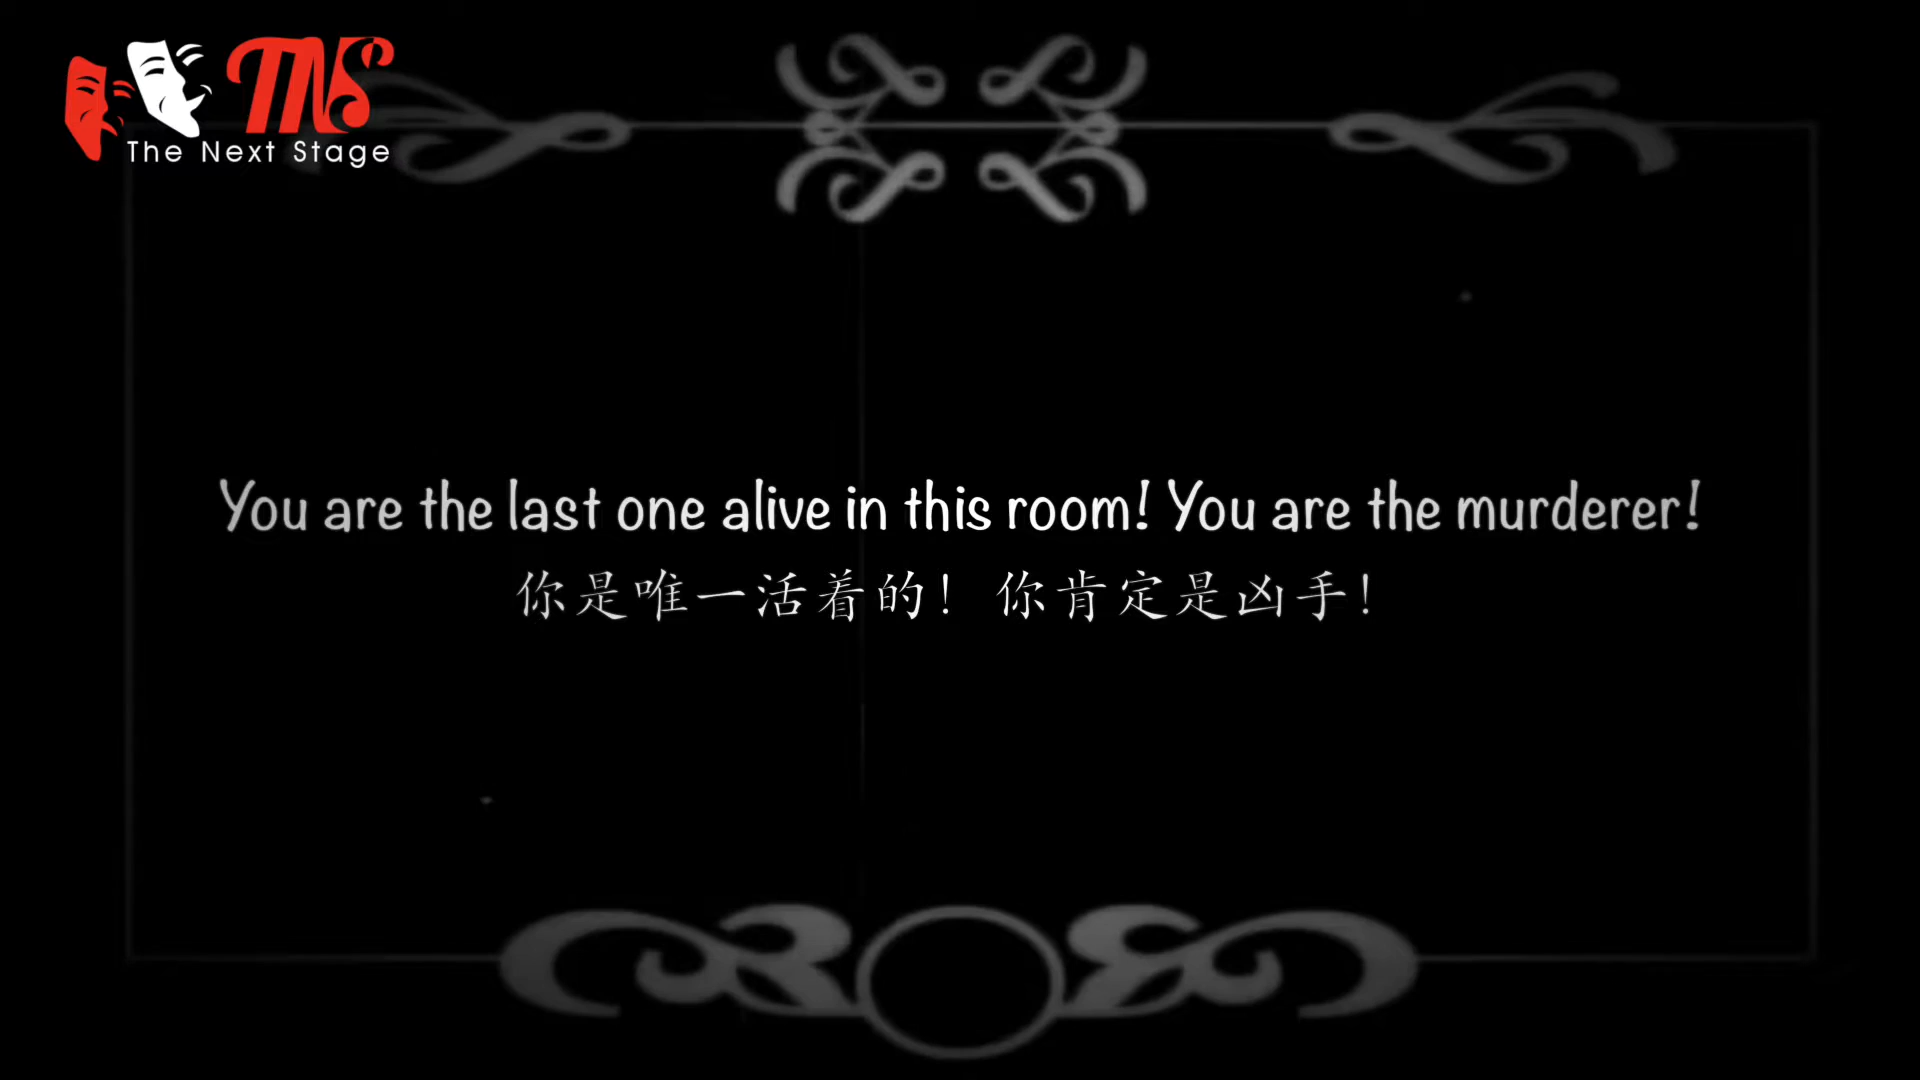 TNS
The Next Stage
You are the last one alive in this room! You are the murderer!
你是唯一活着的！你肯定是凶手！